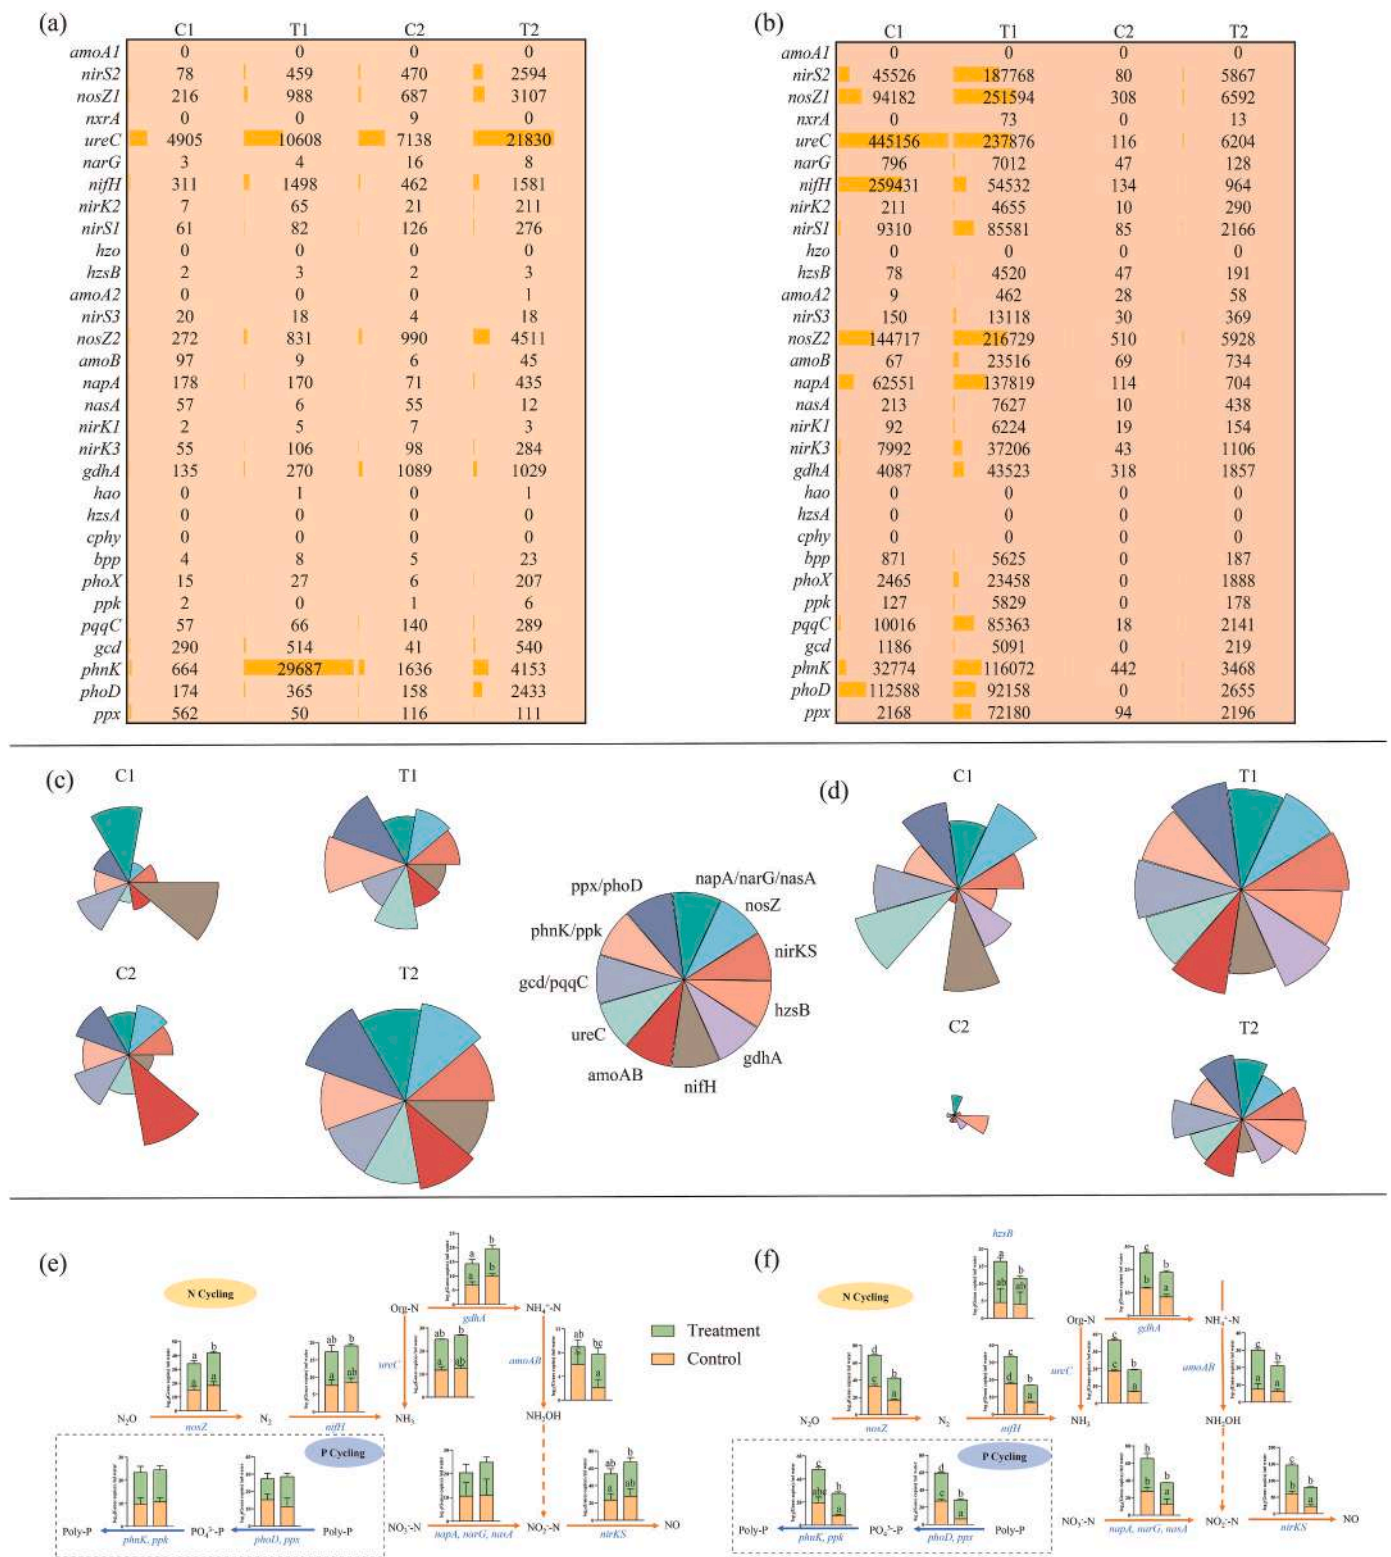 (a)
C1 T1 C2 T2
amoA1 0 0 0 0
nirS2 78 459 470 2594
nosZ1 216 988 687 3107
nxrA 0 0 9 0
ureC 4905 10608 7138 21830
narG 3 4 16 8
nifH 311 1498 462 1581
nirK2 7 65 21 211
nirS1 61 82 126 276
hzo 0 0 0 0
hzsB 2 3 2 3
amoA2 0 0 0 1
nirS3 20 18 4 18
nosZ2 272 831 990 4511
amoB 97 9 6 45
napA 178 170 71 435
nasA 57 6 55 12
nirK1 2 5 7 3
nirK3 55 106 98 284
gdhA 135 270 1089 1029
hao 0 1 0 1
hzsA 0 0 0 0
cphy 0 0 0 0
bpp 4 8 5 23
phoX 15 27 6 207
ppk 2 0 1 6
pqqC 57 66 140 289
gcd 290 514 41 540
phnK 664 29687 1636 4153
phoD 174 365 158 2433
ppx 562 50 116 111
(b)
C1 T1 C2 T2
amoA1 0 0 0 0
nirS2 45526 187768 80 5867
nosZ1 94182 251594 308 6592
nxrA 0 73 0 13
ureC 445156 237876 116 6204
narG 796 7012 47 128
nifH 259431 54532 134 964
nirK2 211 4655 10 290
nirS1 9310 85581 85 2166
hzo 0 0 0 0
hzsB 78 4520 47 191
amoA2 9 462 28 58
nirS3 150 13118 30 369
nosZ2 144717 216729 510 5928
amoB 67 23516 69 734
napA 62551 137819 114 704
nasA 213 7627 10 438
nirK1 92 6224 19 154
nirK3 7992 37206 43 1106
gdhA 4087 43523 318 1857
hao 0 0 0 0
hzsA 0 0 0 0
cphy 0 0 0 0
bpp 871 5625 0 187
phoX 2465 23458 0 1888
ppk 127 5829 0 178
pqqC 10016 85363 18 2141
gcd 1186 5091 0 219
phnK 32774 116072 442 3468
phoD 112588 92158 0 2655
ppx 2168 72180 94 2196
(c)
C1
T1
C2
T2
ppx/phoD
napA/narG/nasA
nosZ
phnK/ppk
nirKS
gcd/pqqC
hzsB
ureC
gdhA
amoAB
nifH
(d)
C1
T1
C2
T2
(e)
N Cycling
Org-N
gdhA
NH₄⁺-N
ureC
amoAB
Treatment
Control
N₂O
nosZ
N₂
nifH
NH₃
NH₂OH
P Cycling
Poly-P
phnK, ppk
PO₄³⁻-P
phoD, ppx
Poly-P
NO₃⁻-N
napA, narG, nasA
NO₂⁻-N
nirKS
NO
(f)
hzsB
N Cycling
Org-N
gdhA
NH₄⁺-N
ureC
amoAB
N₂O
nosZ
N₂
nifH
NH₃
NH₂OH
P Cycling
Poly-P
phnK, ppk
PO₄³⁻-P
phoD, ppx
Poly-P
NO₃⁻-N
napA, narG, nasA
NO₂⁻-N
nirKS
NO